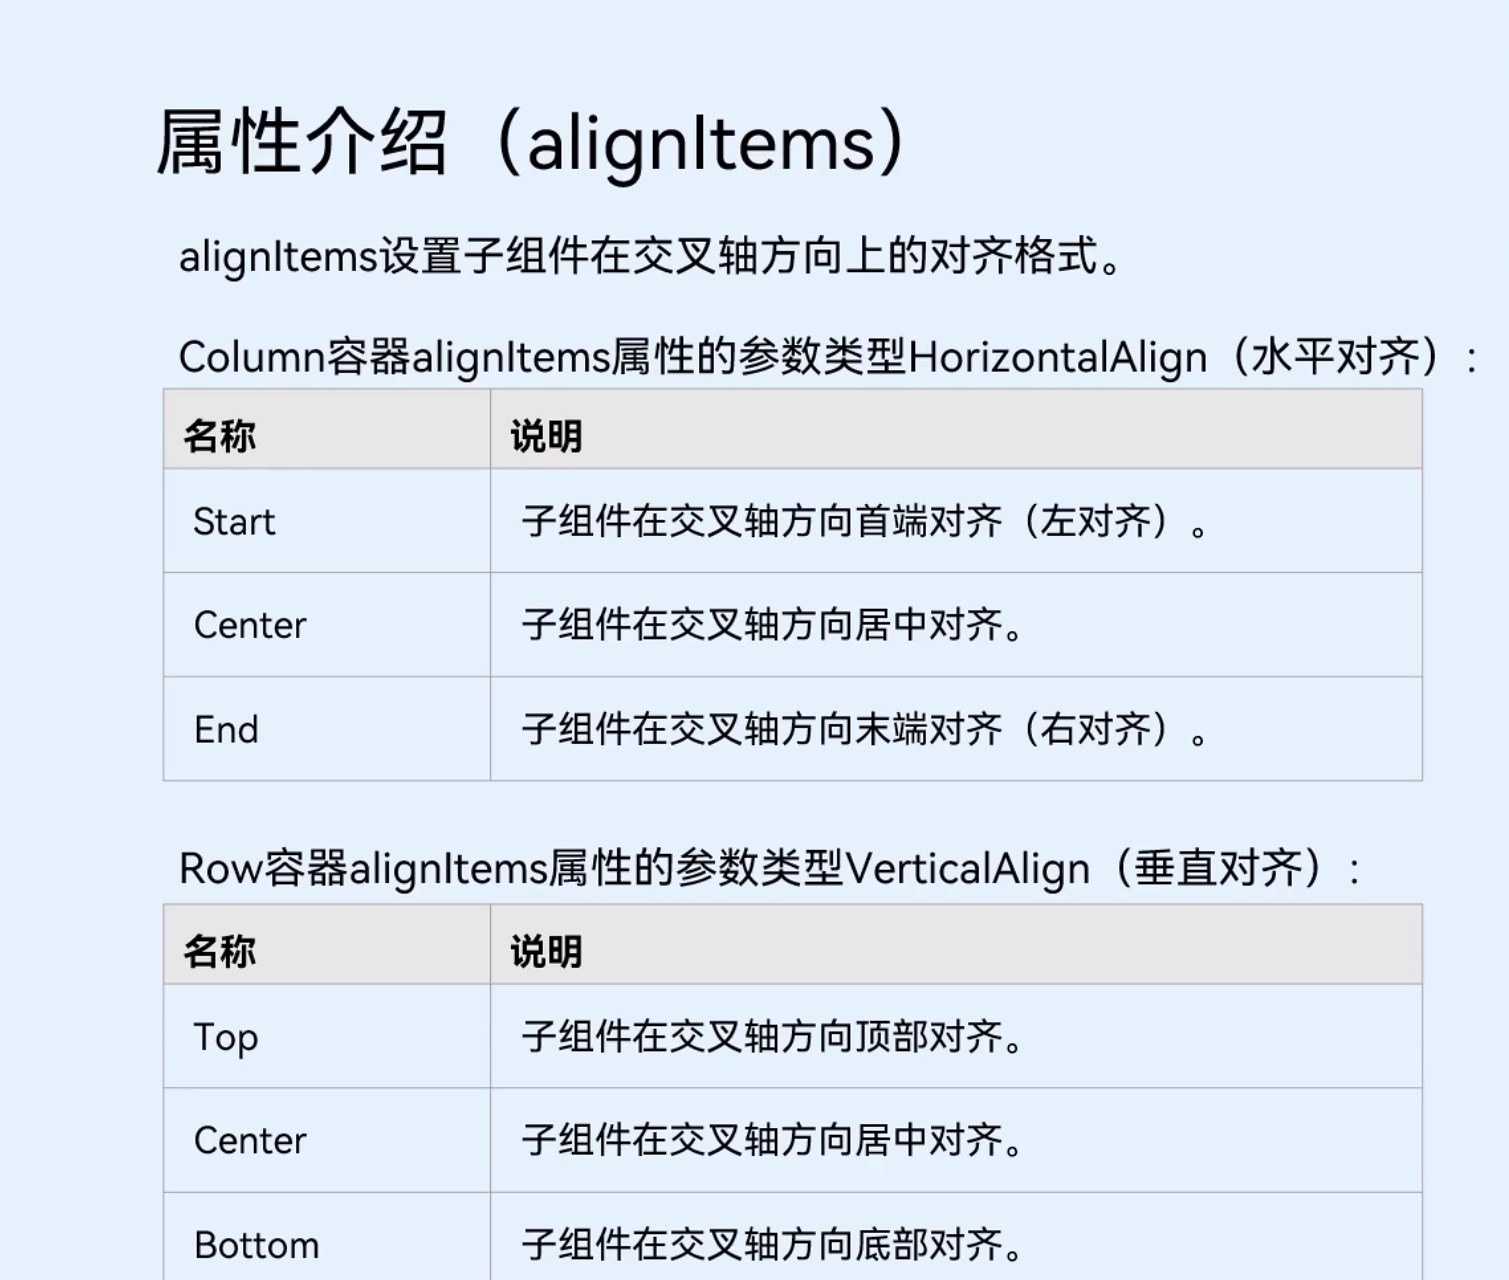 属性介绍（alignItems）
alignItems设置子组件在交叉轴方向上的对齐格式。
Column容器alignItems属性的参数类型HorizontalAlign（水平对齐）：
名称 说明
Start 子组件在交叉轴方向首端对齐（左对齐）。
Center 子组件在交叉轴方向居中对齐。
End 子组件在交叉轴方向末端对齐（右对齐）。
Row容器alignItems属性的参数类型VerticalAlign（垂直对齐）：
名称 说明
Top 子组件在交叉轴方向顶部对齐。
Center 子组件在交叉轴方向居中对齐。
Bottom 子组件在交叉轴方向底部对齐。